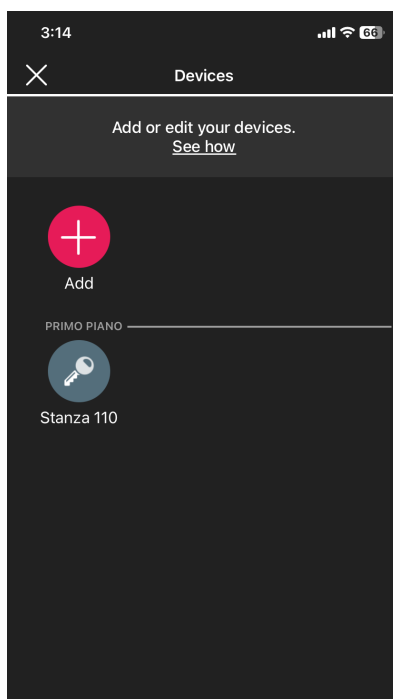 3:14
66
Devices
Add or edit your devices.
See how
Add
PRIMO PIANO
Stanza 110